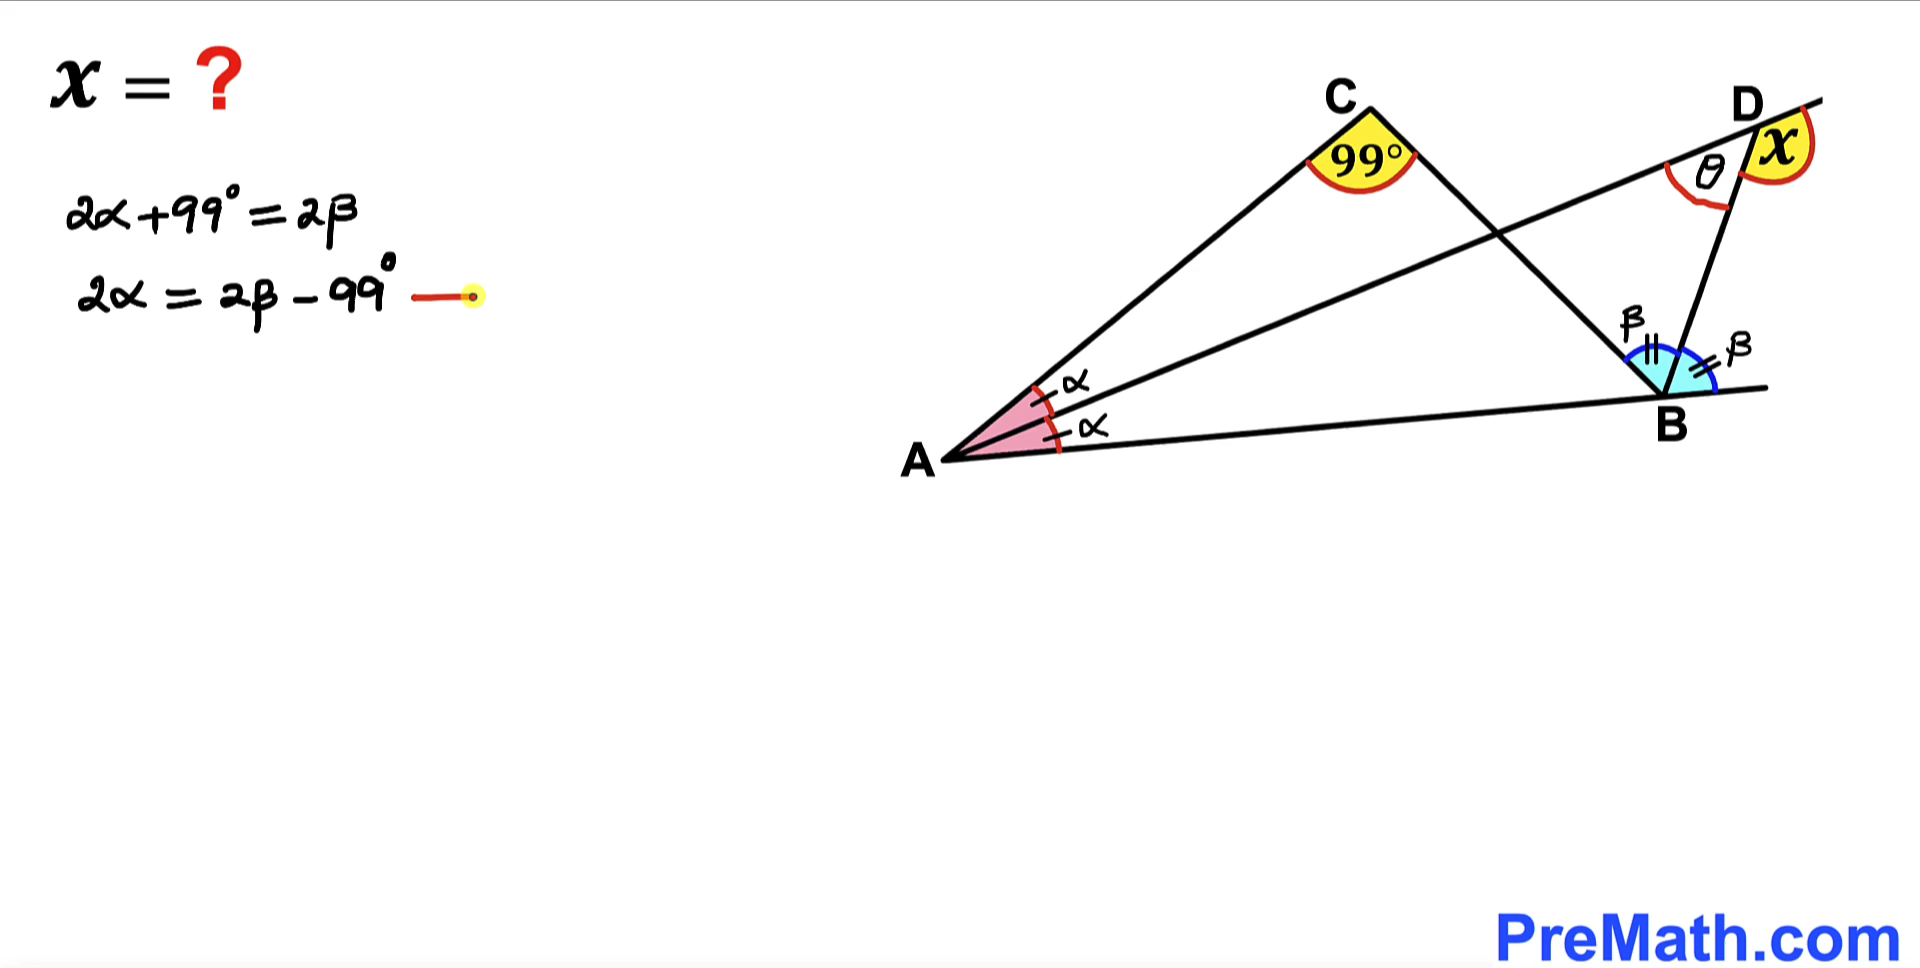 x = ?
2α + 99° = 2β
2α = 2β - 99°
C
99°
D
θ
x
β
β
α
α
A
B
PreMath.com